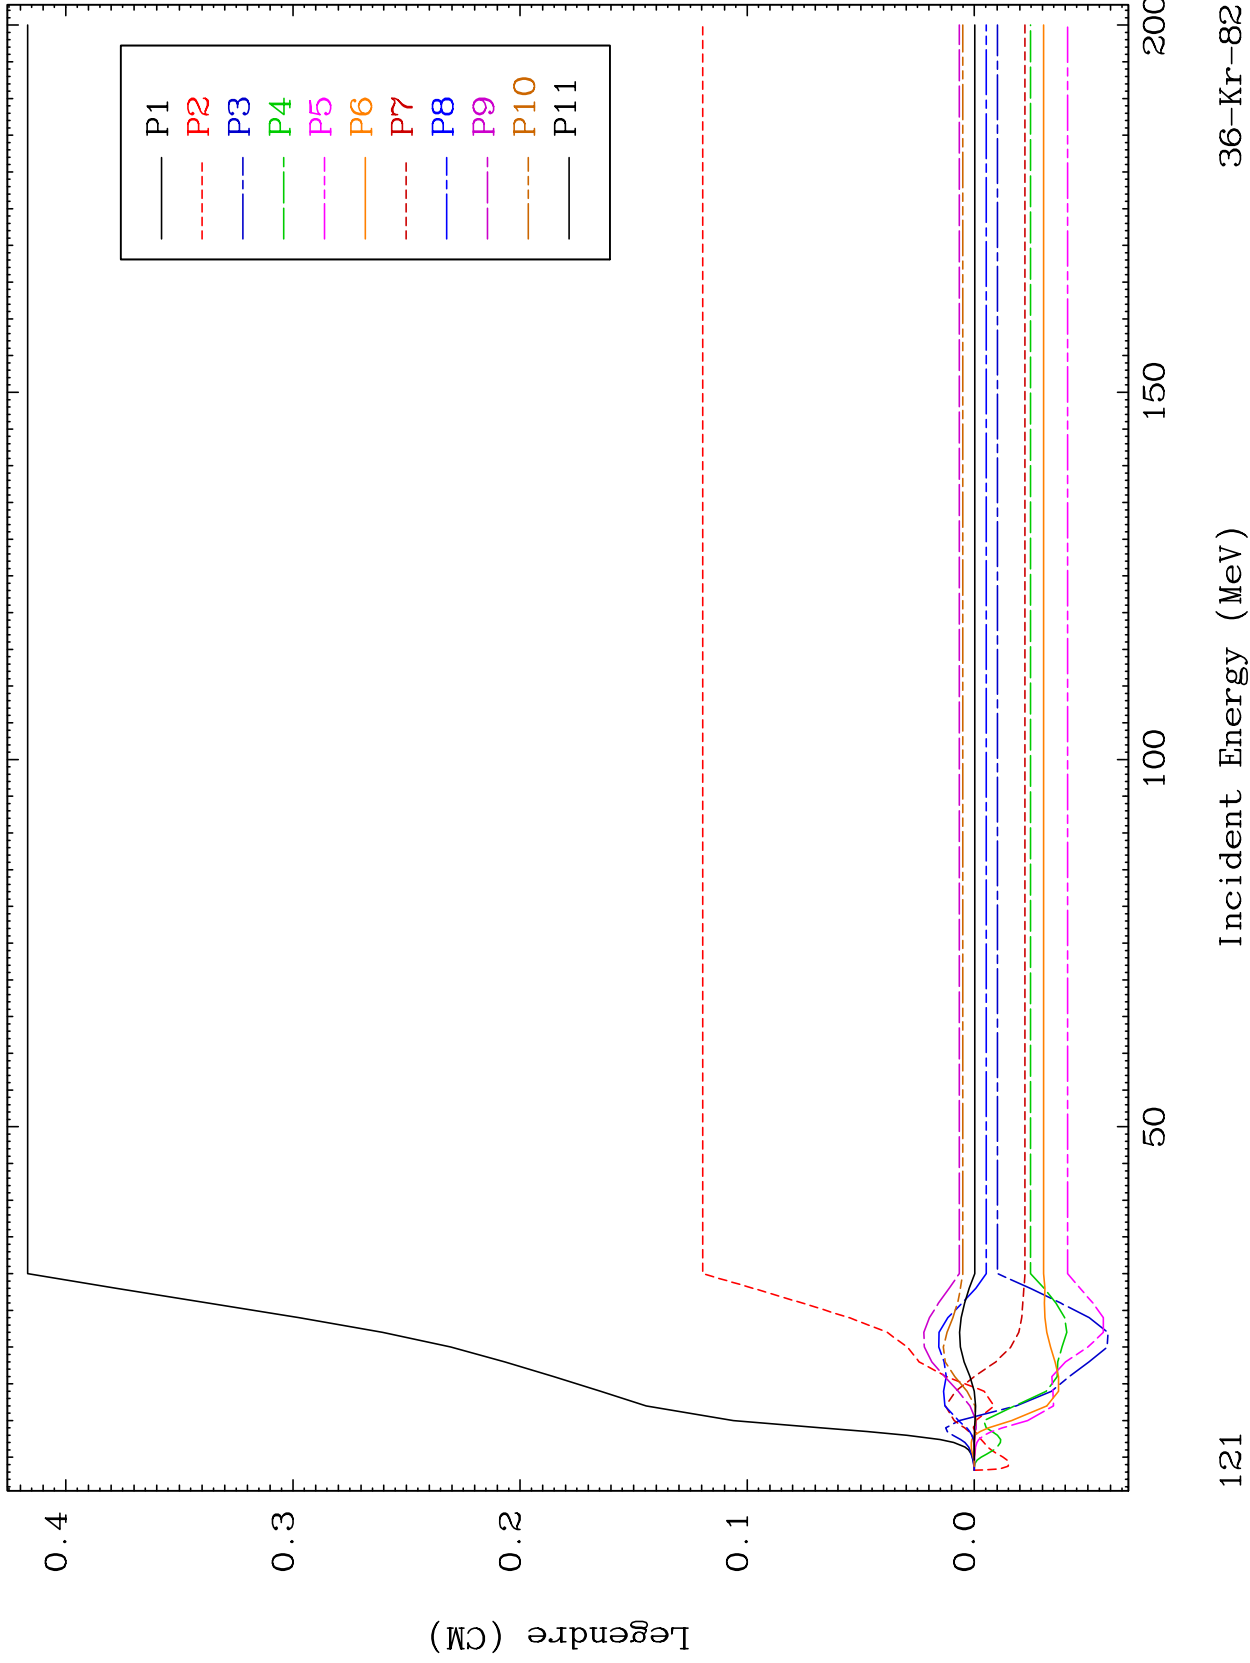 P1
P2
P3
P4
P5
P6
P7
P8
P9
P10
P11
0.4
0.3
0.2
0.1
0.0
Legendre (CM)
50
100
150
200
121
Incident Energy (MeV)
36-Kr-82